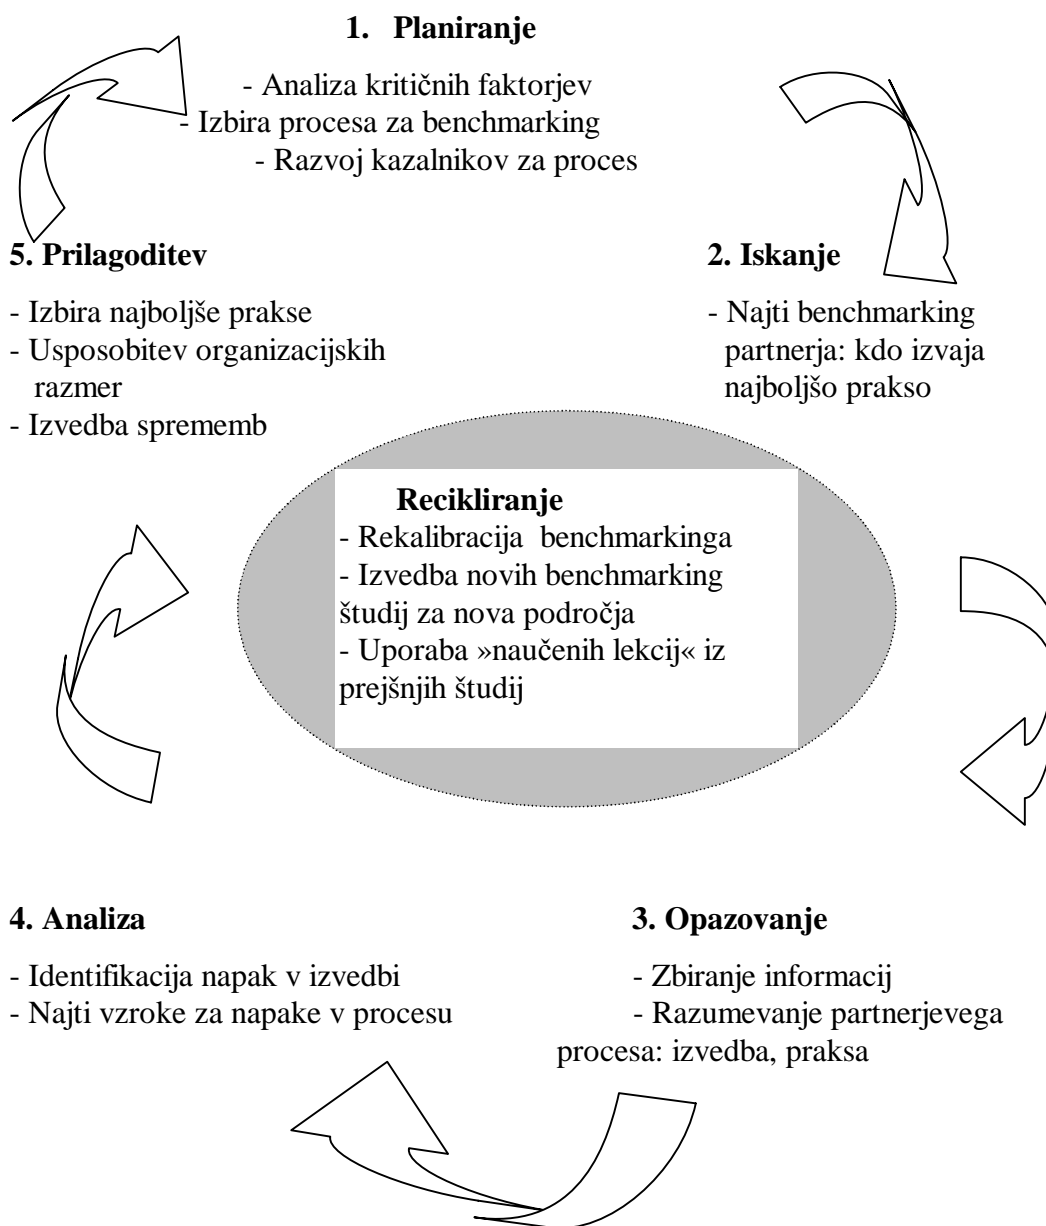 1. Planiranje
- Analiza kritičnih faktorjev
- Izbira procesa za benchmarking
- Razvoj kazalnikov za proces
2. Iskanje
- Najti benchmarking
partnerja: kdo izvaja
najboljšo prakso
3. Opazovanje
- Zbiranje informacij
- Razumevanje partnerjevega
procesa: izvedba, praksa
4. Analiza
- Identifikacija napak v izvedbi
- Najti vzroke za napake v procesu
5. Prilagoditev
- Izbira najboljše prakse
- Usposobitev organizacijskih
razmer
- Izvedba sprememb
Recikliranje
- Rekalibracija benchmarkinga
- Izvedba novih benchmarking
študij za nova področja
- Uporaba »naučenih lekcij« iz
prejšnjih študij